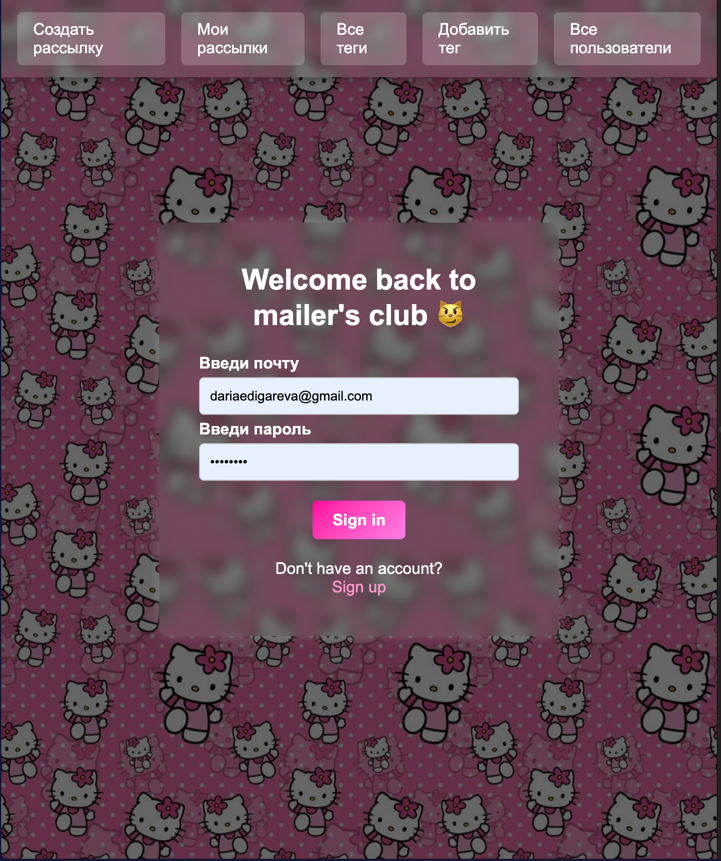 Создать
рассылку
Мои
рассылки
Все
теги
Добавить
тег
Все
пользователи
Welcome back to
mailer's club 😼
Введи почту
dariaedigareva@gmail.com
Введи пароль
••••••••
Sign in
Don't have an account?
Sign up